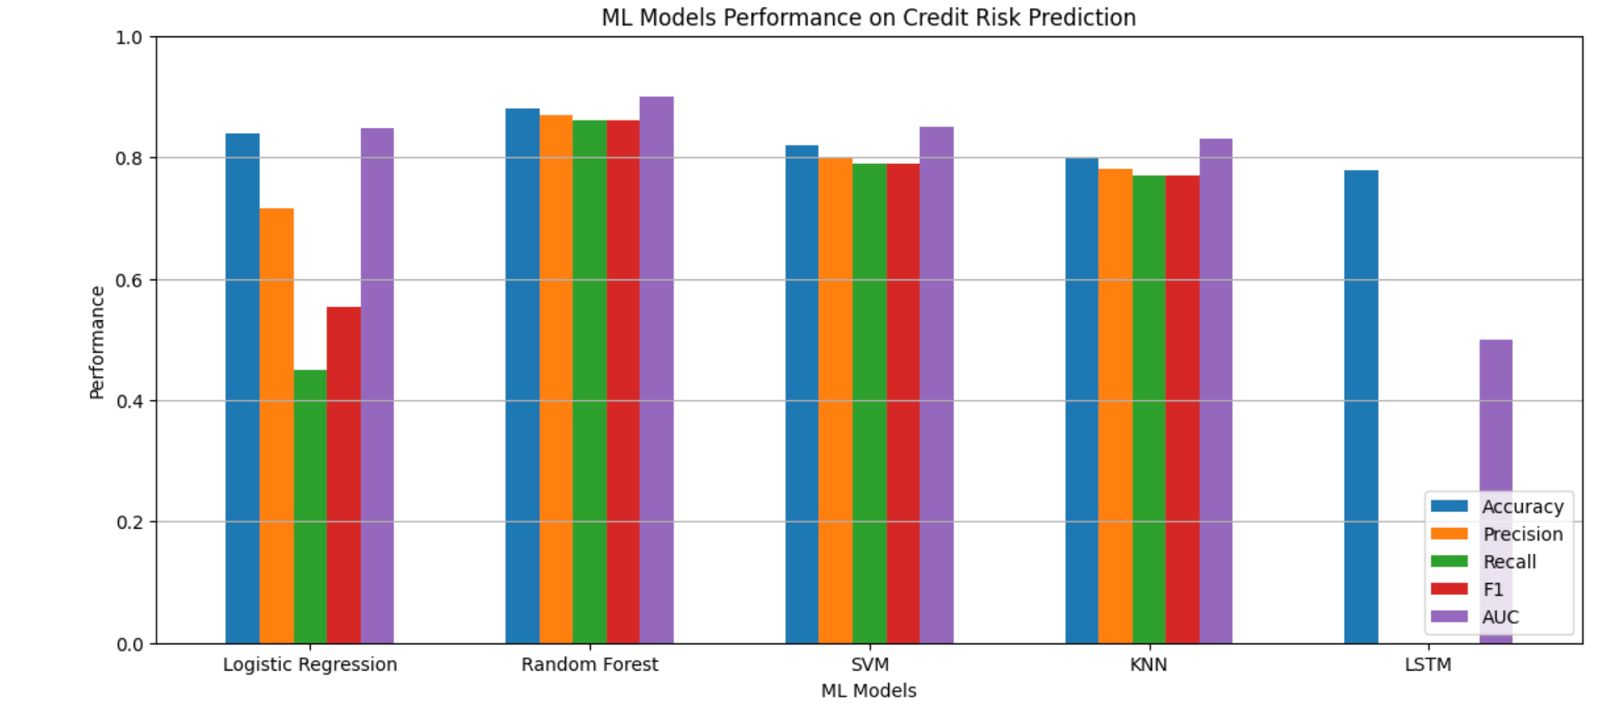 ML Models Performance on Credit Risk Prediction
1.0
0.8
0.6
0.4
0.2
0.0
Performance
Logistic Regression
Random Forest
SVM
KNN
LSTM
ML Models
Accuracy
Precision
Recall
F1
AUC